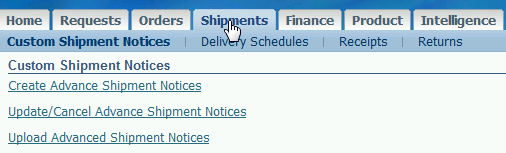 Home Requests Orders Shipments Finance Product Intelligence
Custom Shipment Notices | Delivery Schedules | Receipts | Returns
Custom Shipment Notices
Create Advance Shipment Notices
Update/Cancel Advance Shipment Notices
Upload Advanced Shipment Notices